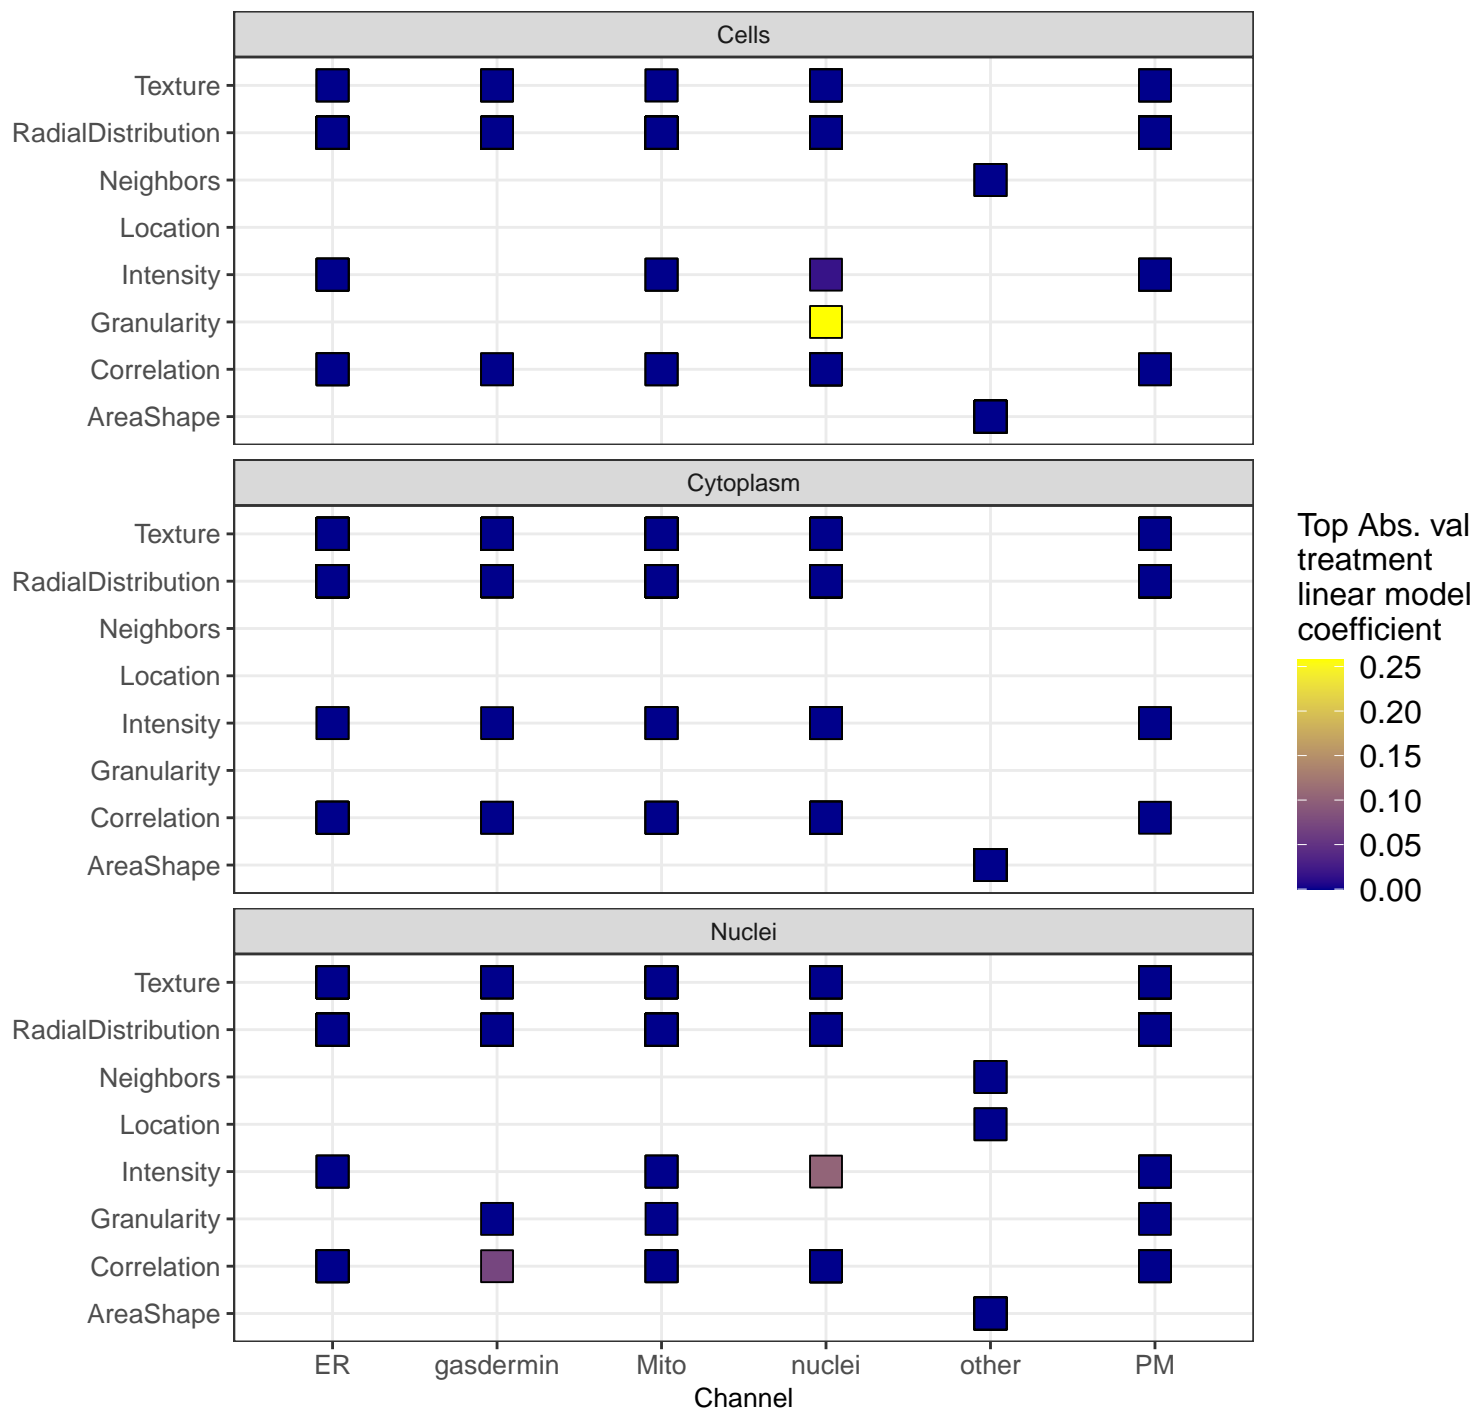 Cells
Texture
RadialDistribution
Neighbors
Location
Intensity
Granularity
Correlation
AreaShape
Cytoplasm
Texture
RadialDistribution
Neighbors
Location
Intensity
Granularity
Correlation
AreaShape
Nuclei
Texture
RadialDistribution
Neighbors
Location
Intensity
Granularity
Correlation
AreaShape
ER gasdermin Mito nuclei other PM
Channel
Top Abs. val
treatment
linear model
coefficient
0.25
0.20
0.15
0.10
0.05
0.00